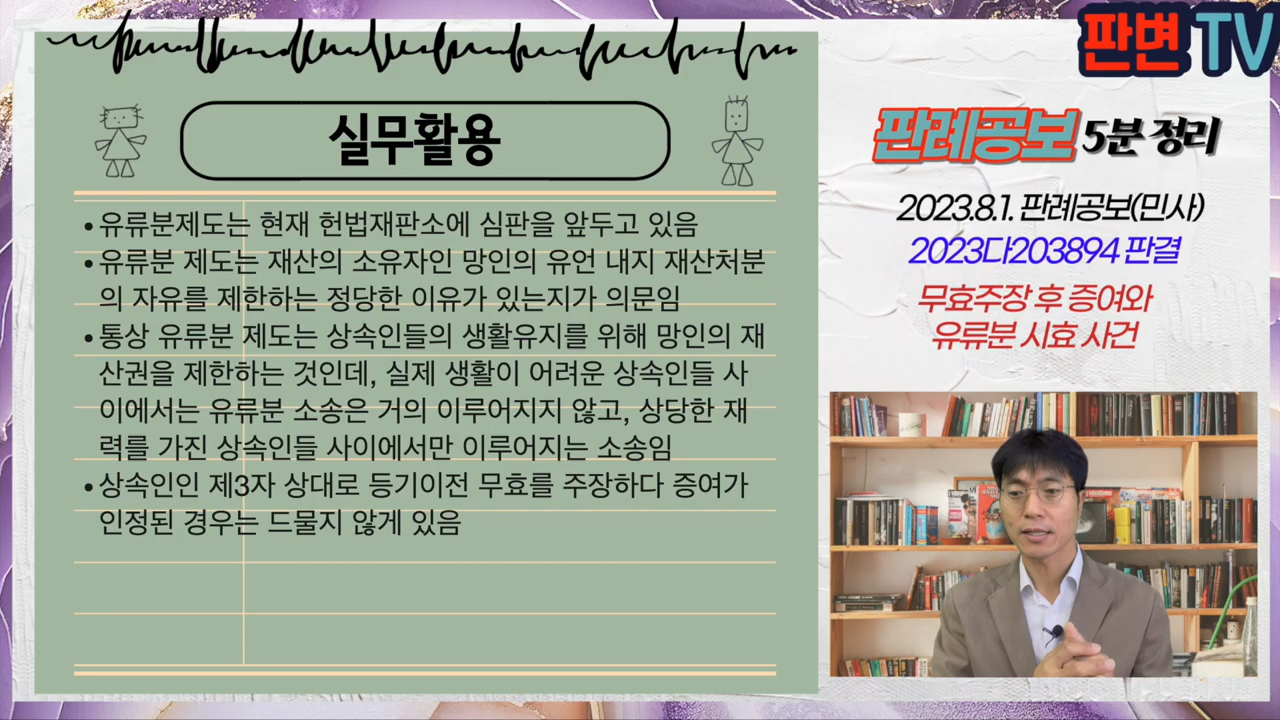 판변 TV
실무활용
• 유류분제도는 현재 헌법재판소에 심판을 앞두고 있음
• 유류분 제도는 재산의 소유자인 망인의 유언 내지 재산처분
의 자유를 제한하는 정당한 이유가 있는지가 의문임
• 통상 유류분 제도는 상속인들의 생활유지를 위해 망인의 재
산권을 제한하는 것인데, 실제 생활이 어려운 상속인들 사
이에서는 유류분 소송은 거의 이루어지지 않고, 상당한 재
력를 가진 상속인들 사이에서만 이루어지는 소송임
• 상속인인 제3자 상대로 등기이전 무효를 주장하다 증여가
인정된 경우는 드물지 않게 있음
판례공보 5분 정리
2023.8.1. 판례공보(민사)
2023다203894 판결
무효주장 후 증여와
유류분 시효 사건